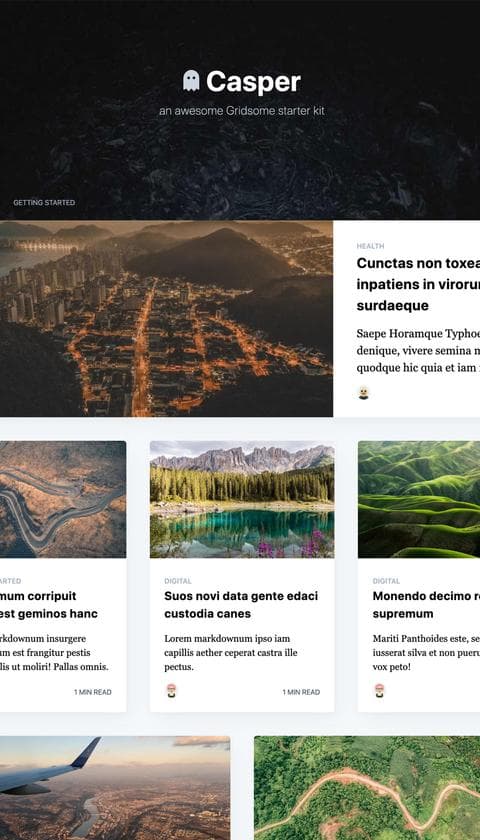 Casper
an awesome Gridsome starter kit
GETTING STARTED
HEALTH
Cunctas non toxea
inpatiens in viroru
surdaeque
Saepe Horamque Typhoe
denique, vivere semina m
quodque hic quia et iam
ARTED
mum corripuit
est geminos hanc
rkdownum insurgere
um est frangitur pestis
lis ut moliri! Pallas omnis.
1 MIN READ
DIGITAL
Suos novi data gente edaci
custodia canes
Lorem markdownum ipso iam
capillis aether ceperat castra ille
pectus.
1 MIN READ
DIGITAL
Monendo decimo r
supremum
Mariti Panthoides este, se
iusserat silva et non pueru
vox peto!